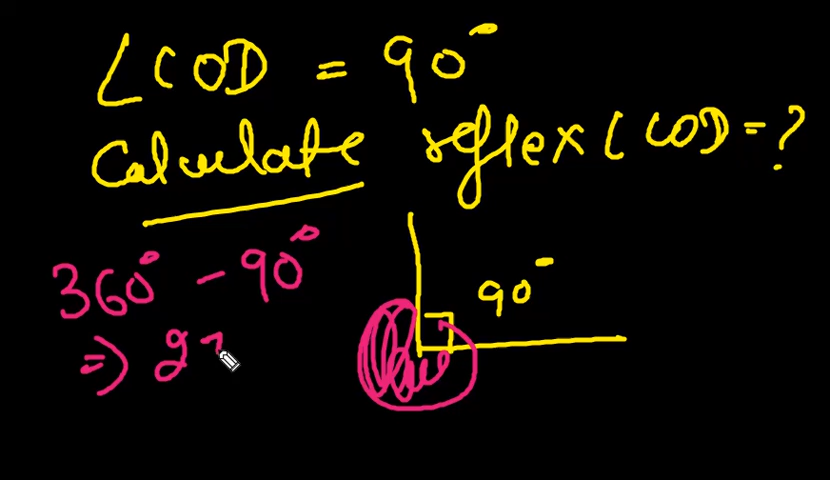 ∠COD = 90°
Calculate reflex ∠COD = ?
360° - 90°
90°
⇒ 27